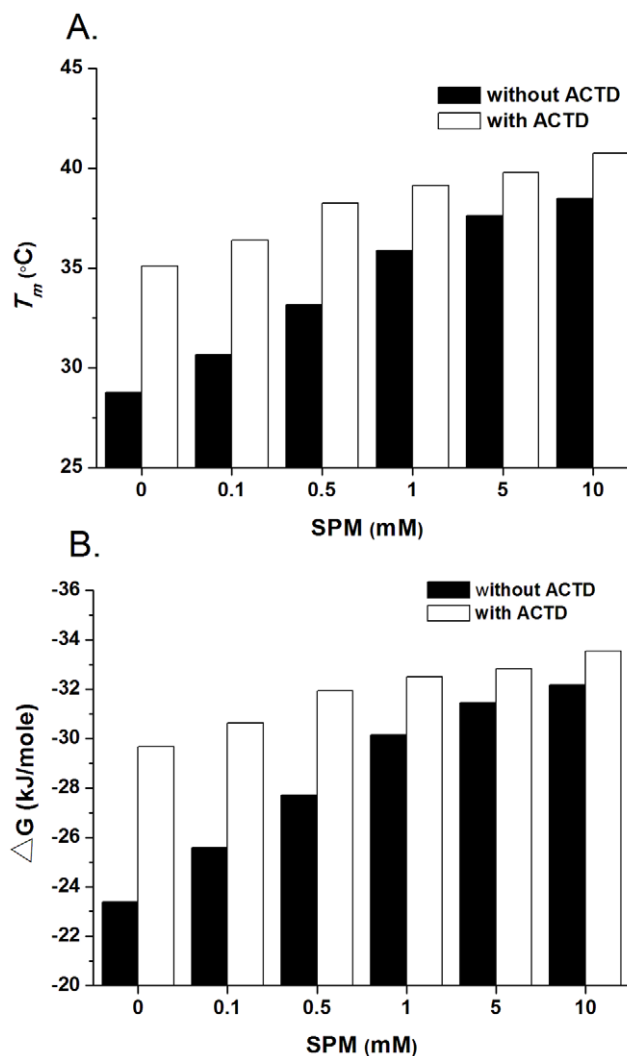 A.
45
40
35
30
25
Tm (°C)
without ACTD
with ACTD
0 0.1 0.5 1 5 10
SPM (mM)
B.
-36
-34
-32
-30
-28
-26
-24
-22
-20
△G (kJ/mole)
without ACTD
with ACTD
0 0.1 0.5 1 5 10
SPM (mM)